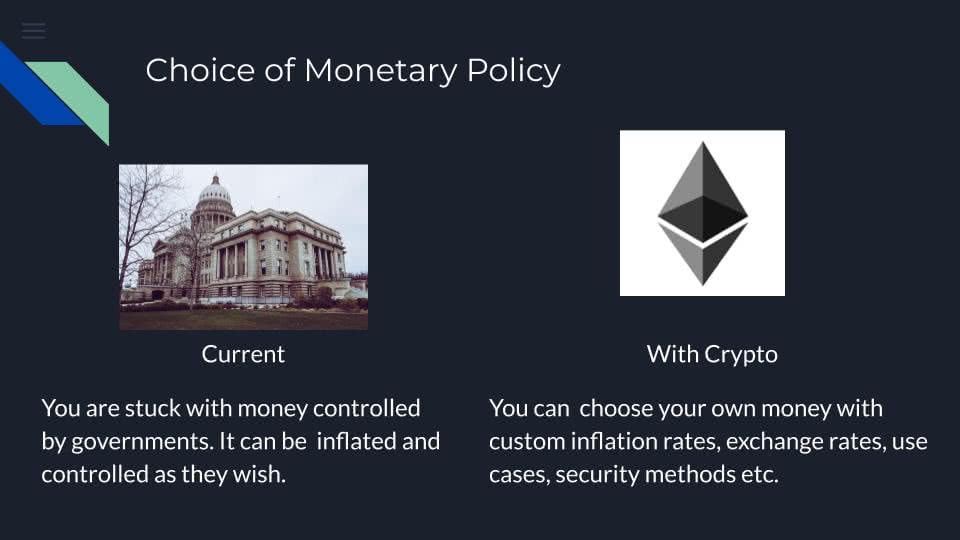 Choice of Monetary Policy
Current
You are stuck with money controlled
by governments. It can be  inflated and
controlled as they wish.
With Crypto
You can  choose your own money with
custom inflation rates, exchange rates, use
cases, security methods etc.